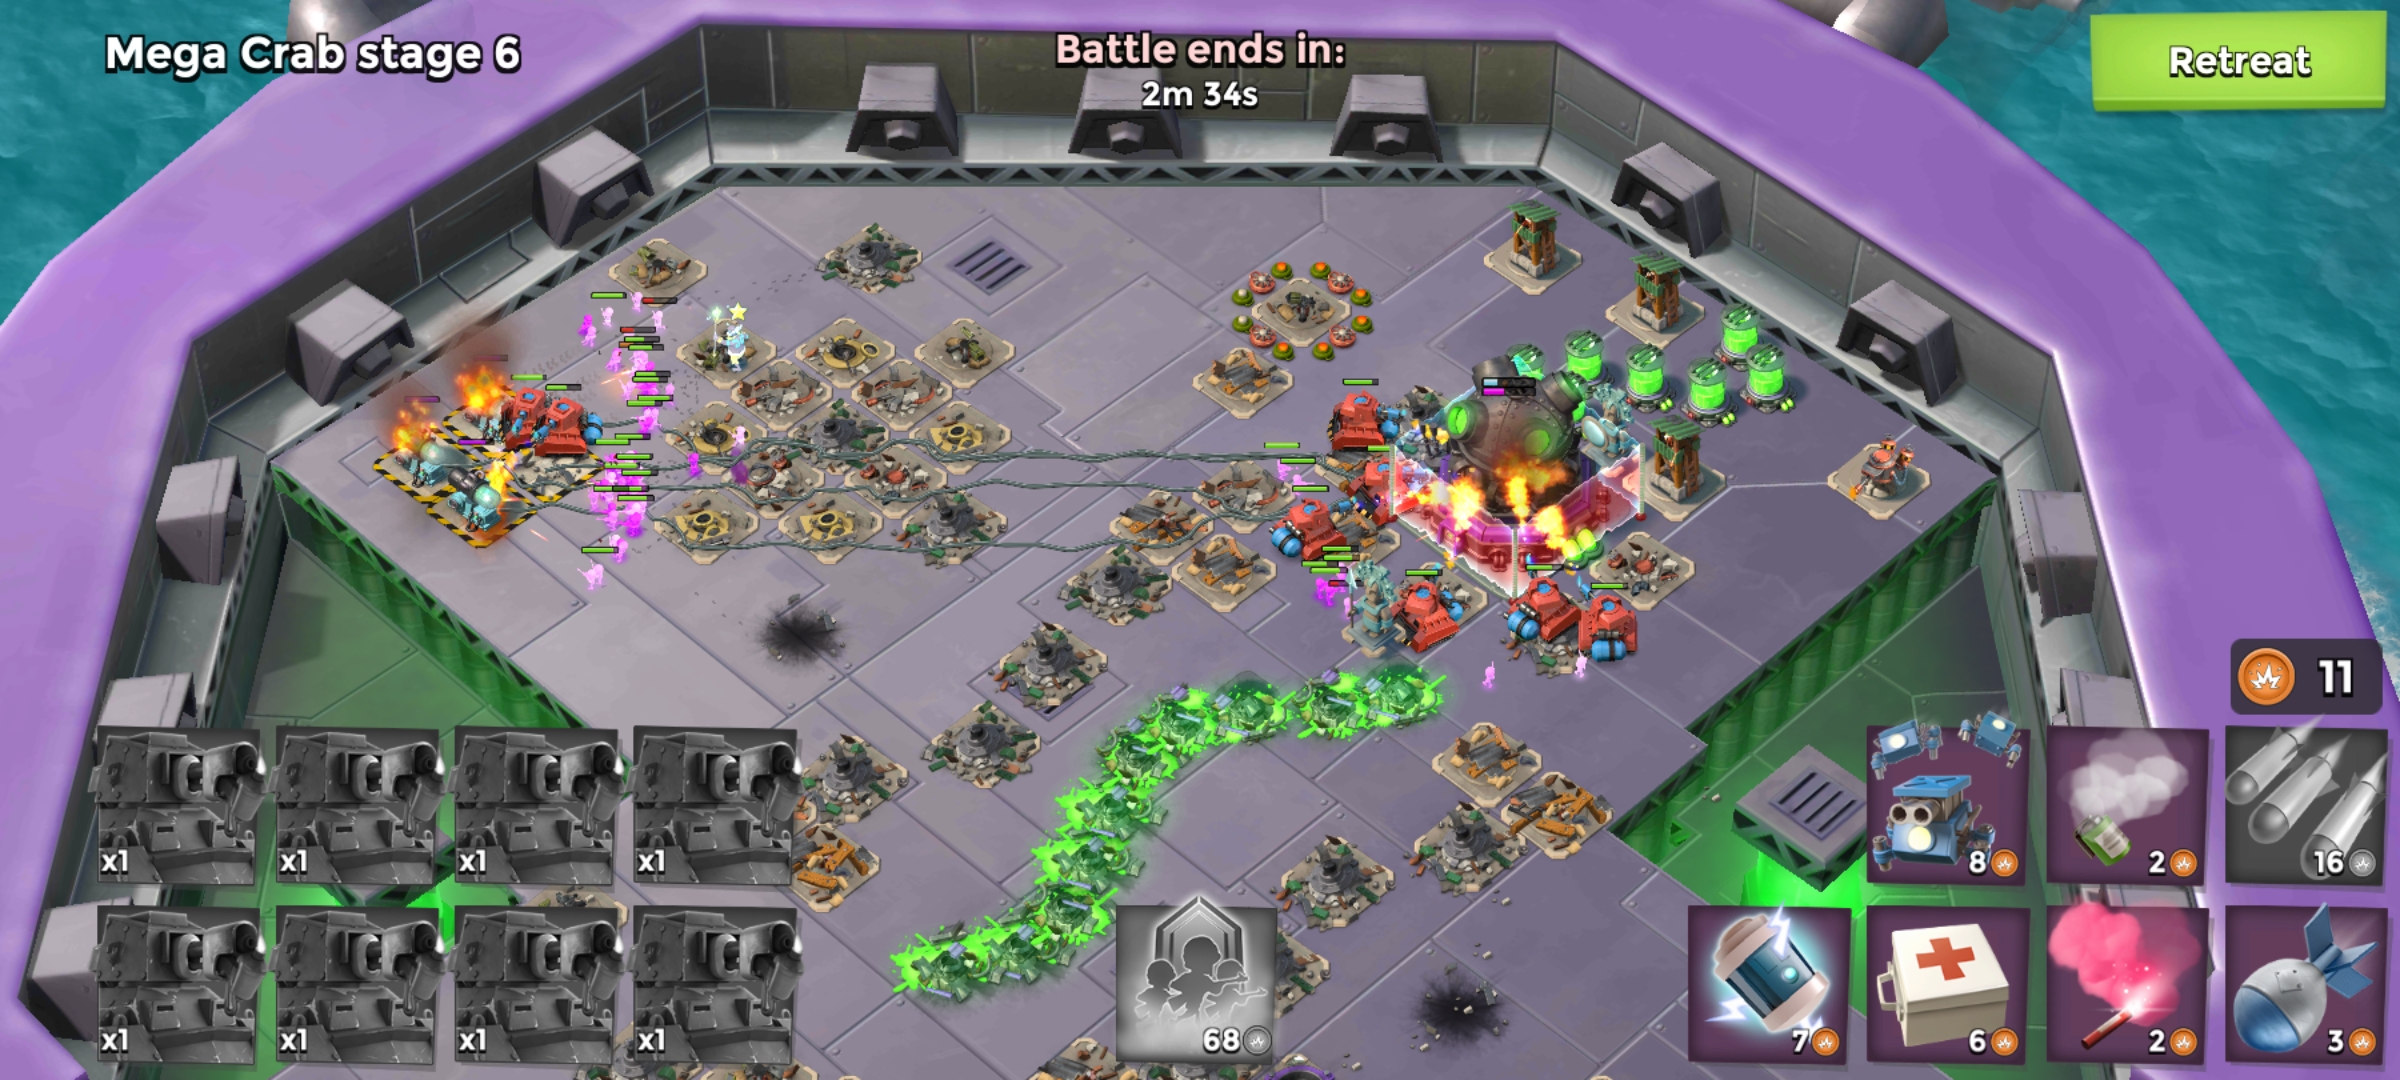 Mega Crab stage 6
Battle ends in:
2m 34s
Retreat
11
x1
x1
x1
x1
8
2
16
x1
x1
x1
x1
68
7
6
2
3